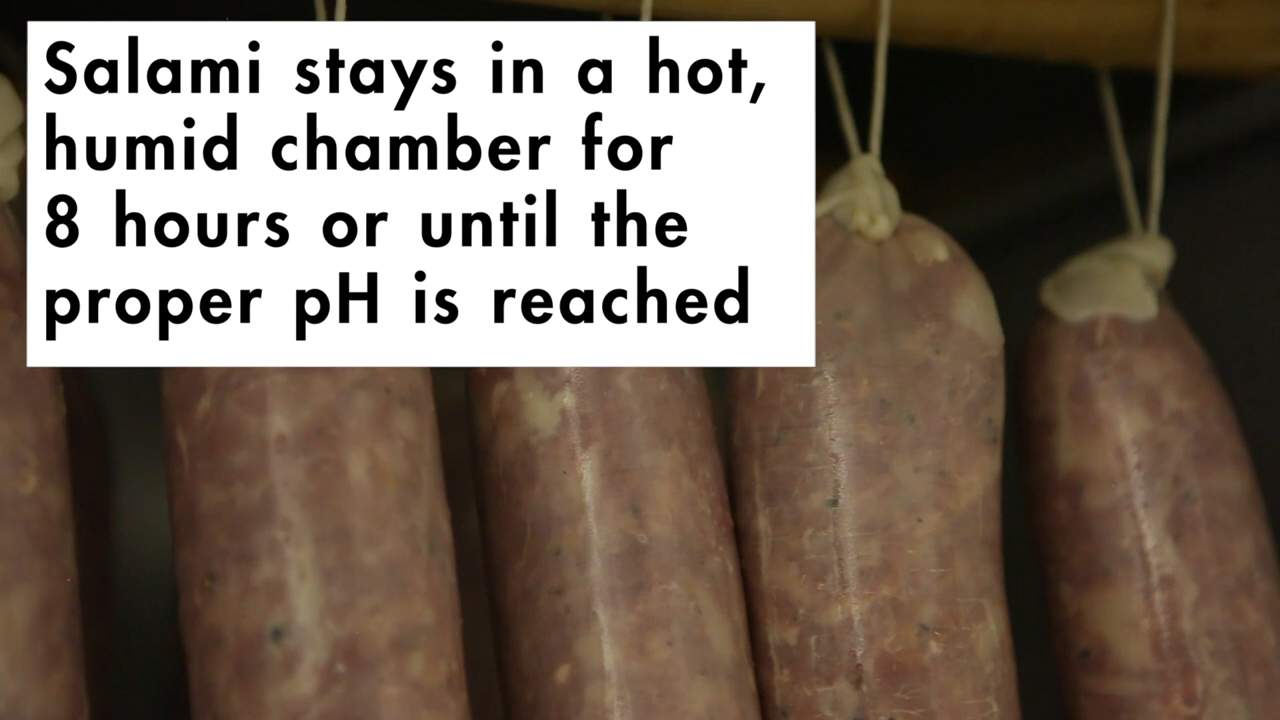 Salami stays in a hot,
humid chamber for
8 hours or until the
proper pH is reached